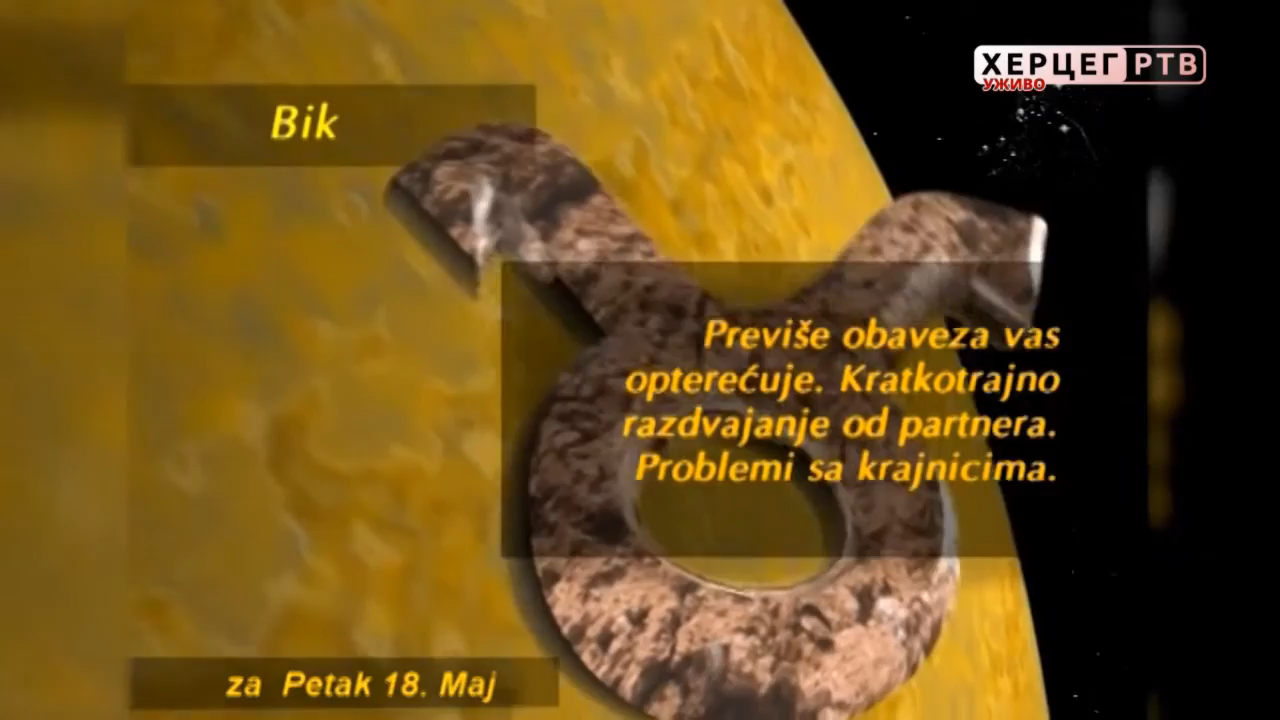 ХЕРЦЕГ РТВ
УЖИВО
Bik
Previše obaveza vas
opterećuje. Kratkotrajno
razdvajanje od partnera.
Problemi sa krajnicima.
za Petak 18. Maj